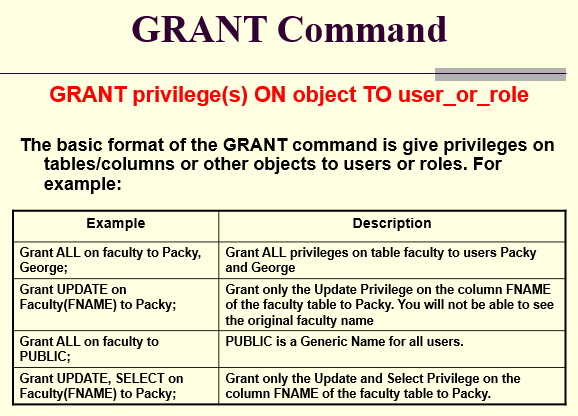 GRANT Command
GRANT privilege(s) ON object TO user_or_role
The basic format of the GRANT command is give privileges on
tables/columns or other objects to users or roles. For
example:
Example
Description
Grant ALL on faculty to Packy,
George;
Grant ALL privileges on table faculty to users Packy
and George
Grant UPDATE on
Faculty(FNAME) to Packy;
Grant only the Update Privilege on the column FNAME
of the faculty table to Packy. You will not be able to see
the original faculty name
Grant ALL on faculty to
PUBLIC;
PUBLIC is a Generic Name for all users.
Grant UPDATE, SELECT on
Faculty(FNAME) to Packy;
Grant only the Update and Select Privilege on the
column FNAME of the faculty table to Packy.